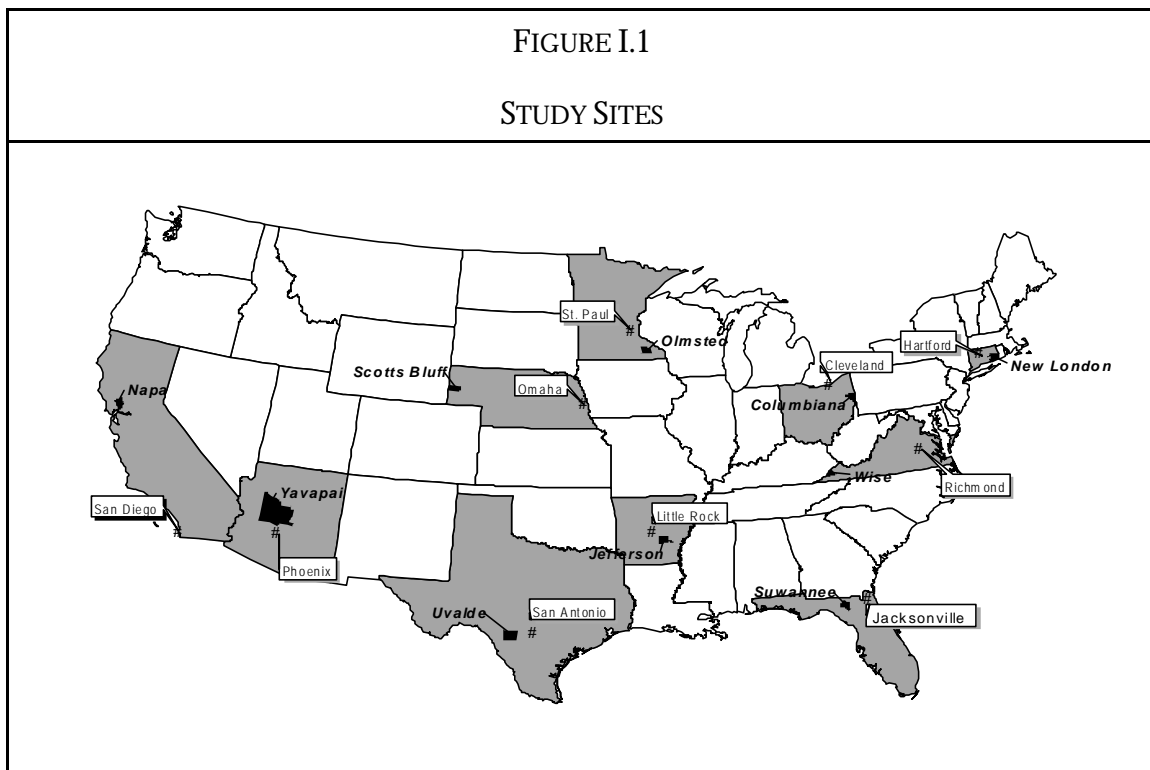 FIGURE I.1
STUDY SITES
St. Paul
#
Olmsted
Hartford
#
New London
Cleveland
#
Scotts Bluff
Omaha
#
Napa
Columbiana
Yavapai
Wise
#
Richmond
San Diego
#
#
Phoenix
Little Rock
#
Jefferson
Suwannee
#
Jacksonville
Uvalde
San Antonio
#